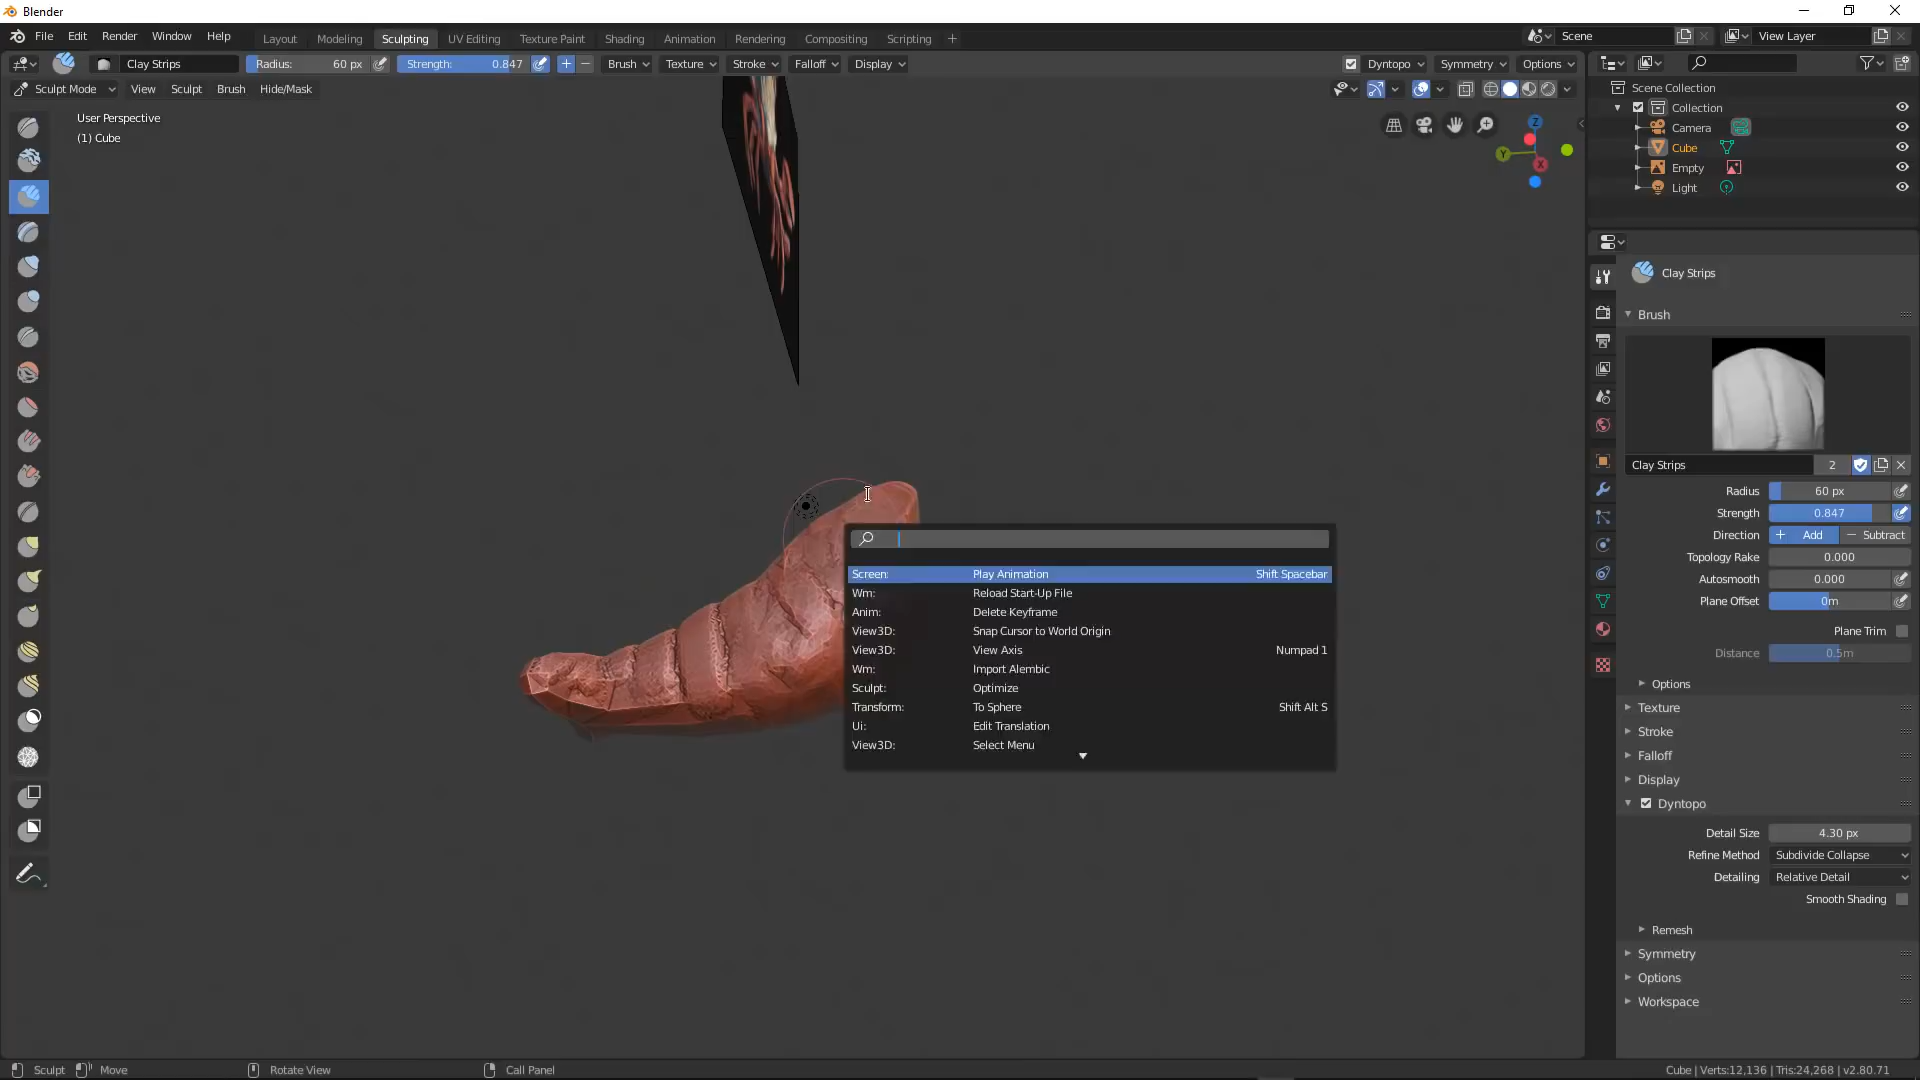 Blender
File Edit Render Window Help Layout Modeling Sculpting UV Editing Texture Paint Shading Animation Rendering Compositing Scripting + Scene View Layer
Clay Strips Radius: 60 px Strength: 0.847 Brush Texture Stroke Falloff Display Dyntopo Symmetry Options
Sculpt Mode View Sculpt Brush Hide/Mask
User Perspective
(1) Cube
Z
Y
X
Scene Collection
Collection
Camera
Cube
Empty
Light
Clay Strips
Brush
Clay Strips 2
Radius 60 px
Strength 0.847
Direction + Add − Subtract
Topology Rake 0.000
Autosmooth 0.000
Plane Offset 0m
Plane Trim
Distance 0.5m
Options
Texture
Stroke
Falloff
Display
Dyntopo
Detail Size 4.30 px
Refine Method Subdivide Collapse
Detailing Relative Detail
Smooth Shading
Remesh
Symmetry
Options
Workspace
Screen: Play Animation Shift Spacebar
Wm: Reload Start-Up File
Anim: Delete Keyframe
View3D: Snap Cursor to World Origin
View3D: View Axis Numpad 1
Wm: Import Alembic
Sculpt: Optimize
Transform: To Sphere Shift Alt S
Ui: Edit Translation
View3D: Select Menu
Sculpt Move Rotate View Call Panel Cube | Verts:12,136 | Tris:24,268 | v2.80.71